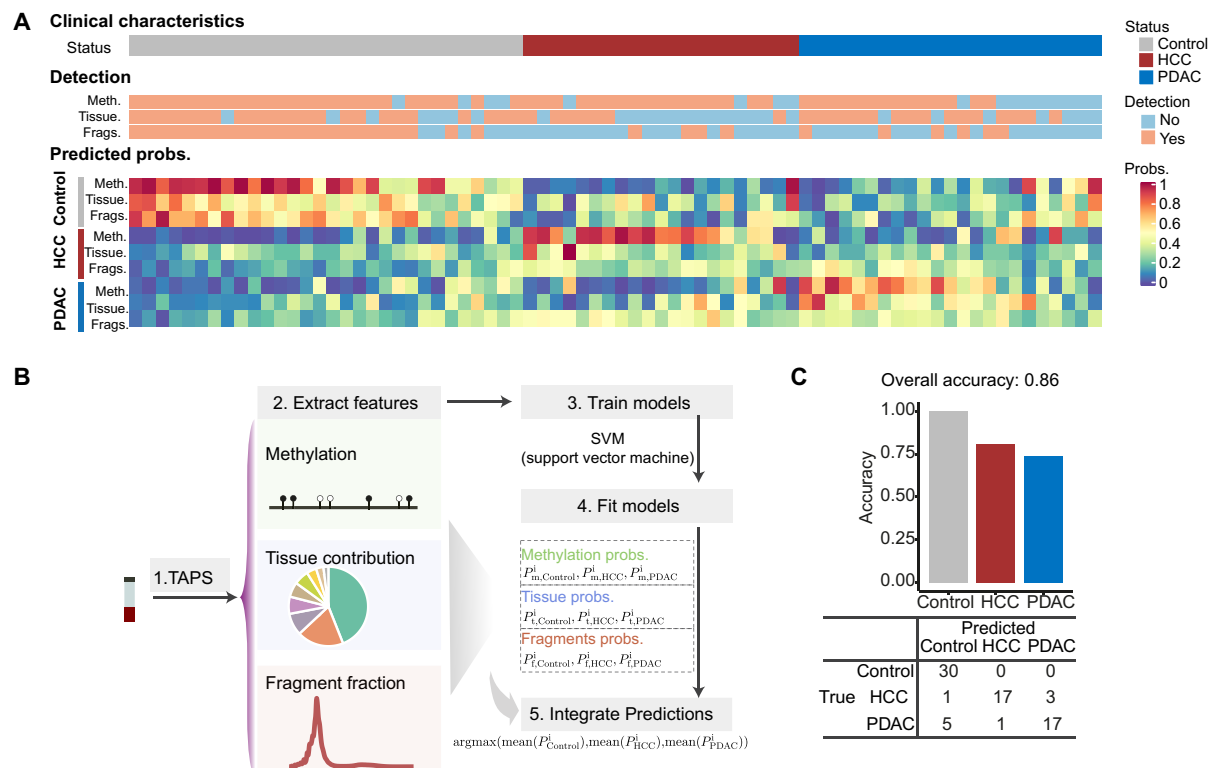 A
Clinical characteristics
Status
Detection
Meth.
Tissue.
Frags.
Predicted probs.
Control
Meth.
Tissue.
Frags.
HCC
Meth.
Tissue.
Frags.
PDAC
Meth.
Tissue.
Frags.
Status
Control
HCC
PDAC
Detection
No
Yes
Probs.
1
0.8
0.6
0.4
0.2
0
B
1.TAPS
2. Extract features
Methylation
Tissue contribution
Fragment fraction
3. Train models
SVM
(support vector machine)
4. Fit models
Methylation probs.
P^i_m,Control, P^i_m,HCC, P^i_m,PDAC
Tissue probs.
P^i_t,Control, P^i_t,HCC, P^i_t,PDAC
Fragments probs.
P^i_f,Control, P^i_f,HCC, P^i_f,PDAC
5. Integrate Predictions
argmax(mean(P^i_Control),mean(P^i_HCC),mean(P^i_PDAC))
C
Overall accuracy: 0.86
Accuracy
1.00
0.75
0.50
0.25
0.00
Control HCC PDAC
Predicted
Control HCC PDAC
Control 30 0 0
True HCC 1 17 3
PDAC 5 1 17